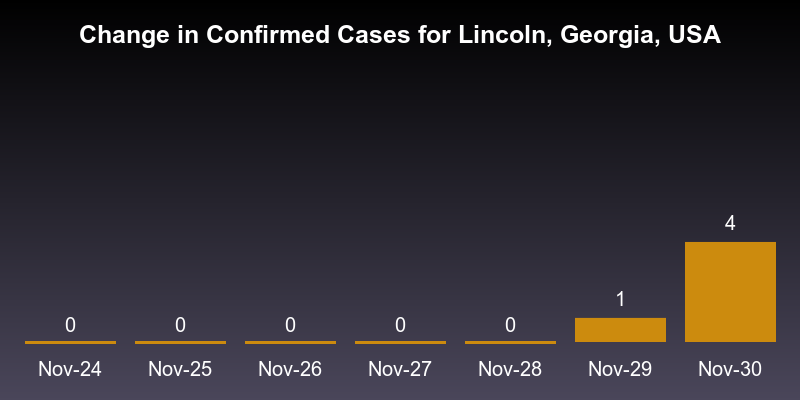 Change in Confirmed Cases for Lincoln, Georgia, USA
0 0 0 0 0 1 4
Nov-24 Nov-25 Nov-26 Nov-27 Nov-28 Nov-29 Nov-30